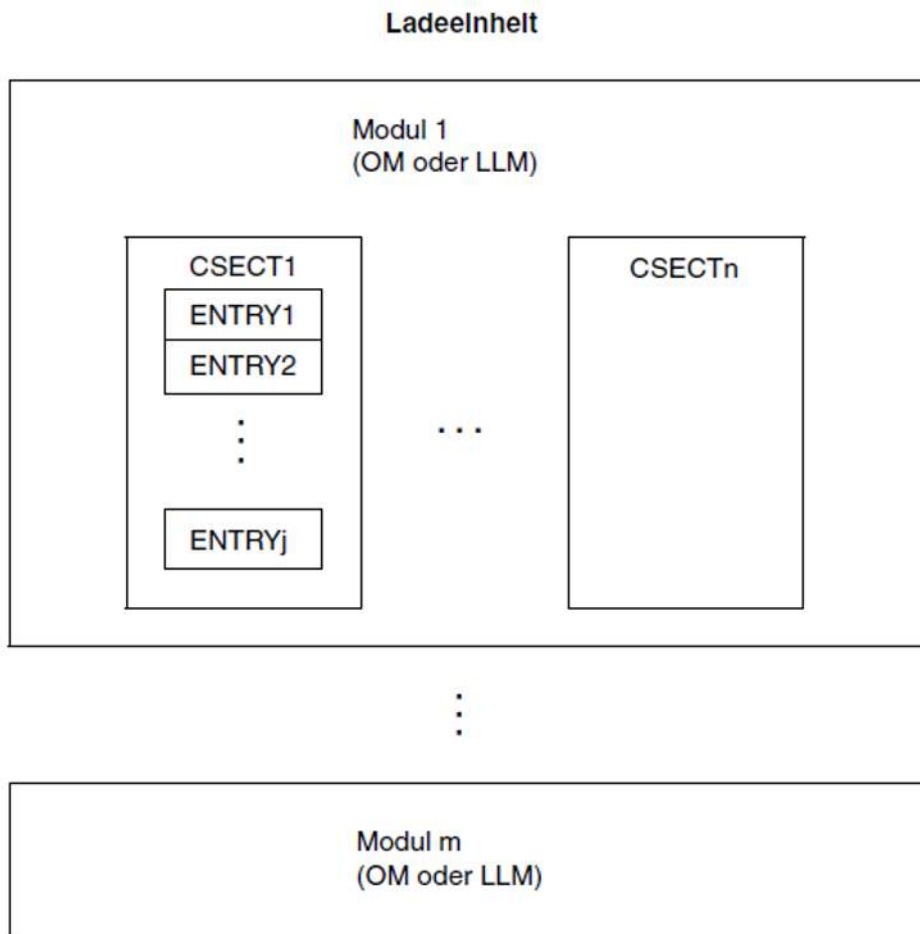 Ladeeinheit
Modul 1
(OM oder LLM)
CSECT1
CSECTn
ENTRY1
ENTRY2
...
ENTRYj
Modul m
(OM oder LLM)